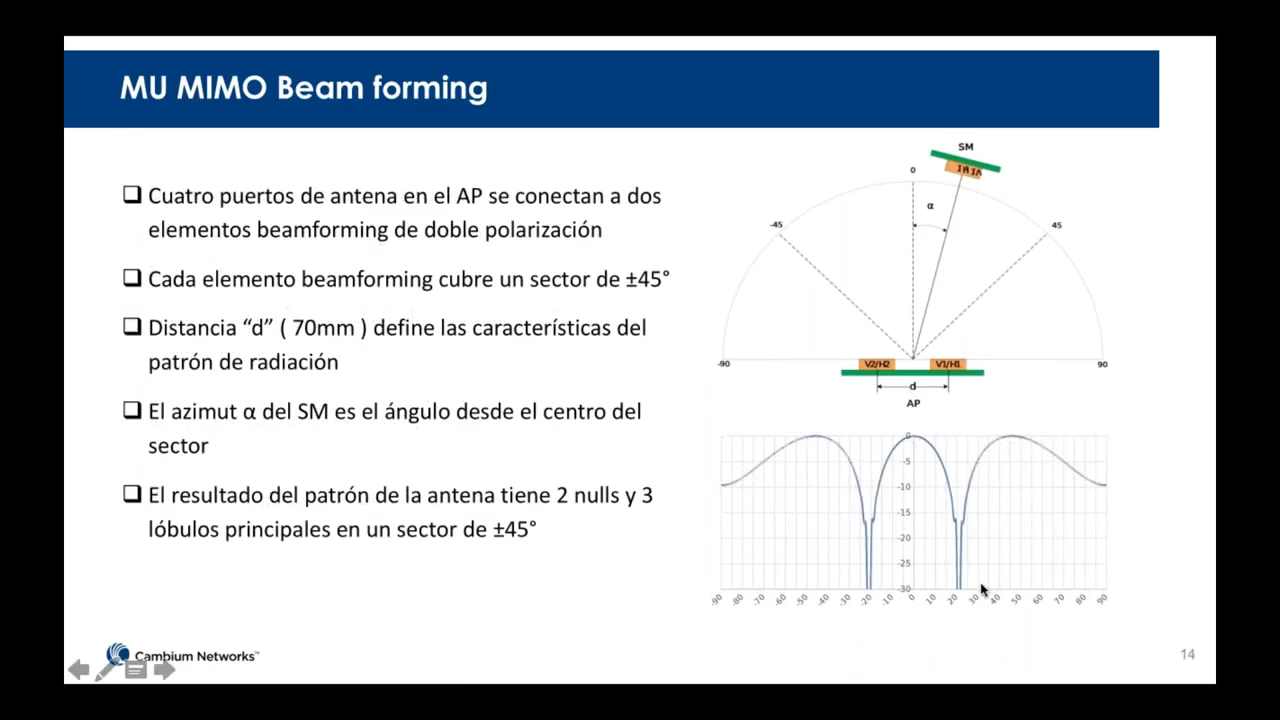 MU MIMO Beam forming
Cuatro puertos de antena en el AP se conectan a dos
elementos beamforming de doble polarización
Cada elemento beamforming cubre un sector de ±45°
Distancia “d” ( 70mm ) define las características del
patrón de radiación
El azimut α del SM es el ángulo desde el centro del
sector
El resultado del patrón de la antena tiene 2 nulls y 3
lóbulos principales en un sector de ±45°
SM
0
α
-45
45
-90
90
V2/H2
V1/H1
d
AP
0
-5
-10
-15
-20
-25
-30
-90 -80 -70 -60 -50 -40 -30 -20 -10 0 10 20 30 40 50 60 70 80 90
Cambium Networks™
14